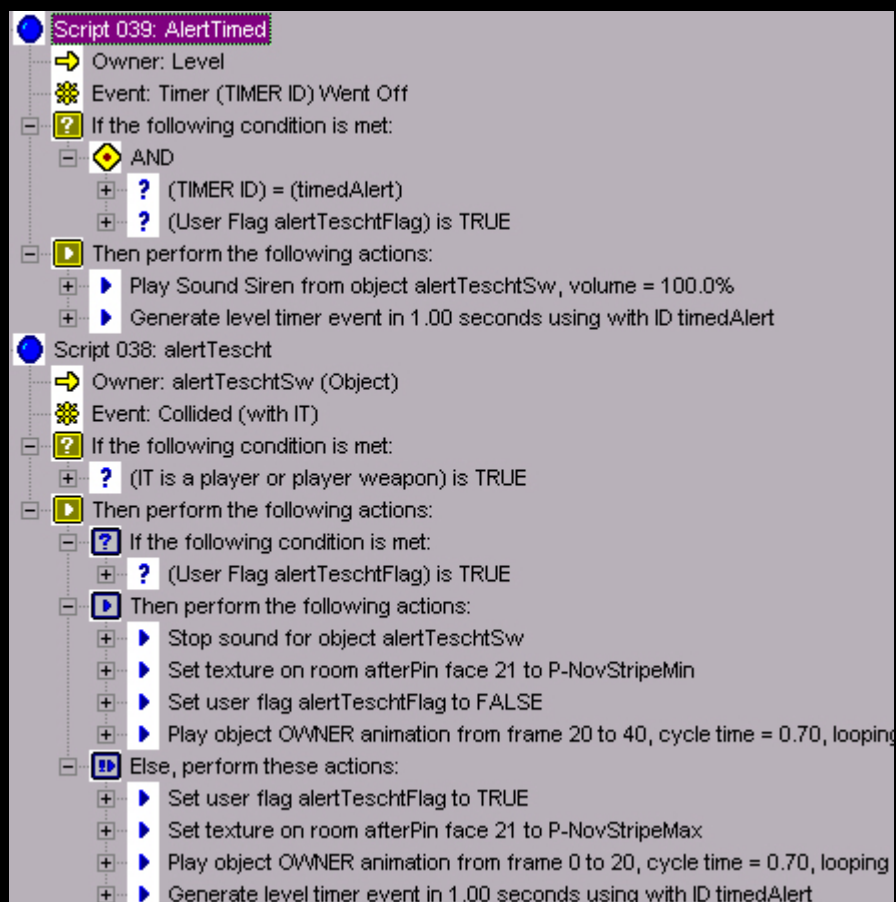 Script 039: AlertTimed
Owner: Level
Event: Timer (TIMER ID) Went Off
If the following condition is met:
AND
(TIMER ID) = (timedAlert)
(User Flag alertTeschtFlag) is TRUE
Then perform the following actions:
Play Sound Siren from object alertTeschtSw, volume = 100.0%
Generate level timer event in 1.00 seconds using with ID timedAlert
Script 038: alertTescht
Owner: alertTeschtSw (Object)
Event: Collided (with IT)
If the following condition is met:
(IT is a player or player weapon) is TRUE
Then perform the following actions:
If the following condition is met:
(User Flag alertTeschtFlag) is TRUE
Then perform the following actions:
Stop sound for object alertTeschtSw
Set texture on room afterPin face 21 to P-NovStripeMin
Set user flag alertTeschtFlag to FALSE
Play object OWNER animation from frame 20 to 40, cycle time = 0.70, looping
Else, perform these actions:
Set user flag alertTeschtFlag to TRUE
Set texture on room afterPin face 21 to P-NovStripeMax
Play object OWNER animation from frame 0 to 20, cycle time = 0.70, looping
Generate level timer event in 1.00 seconds using with ID timedAlert